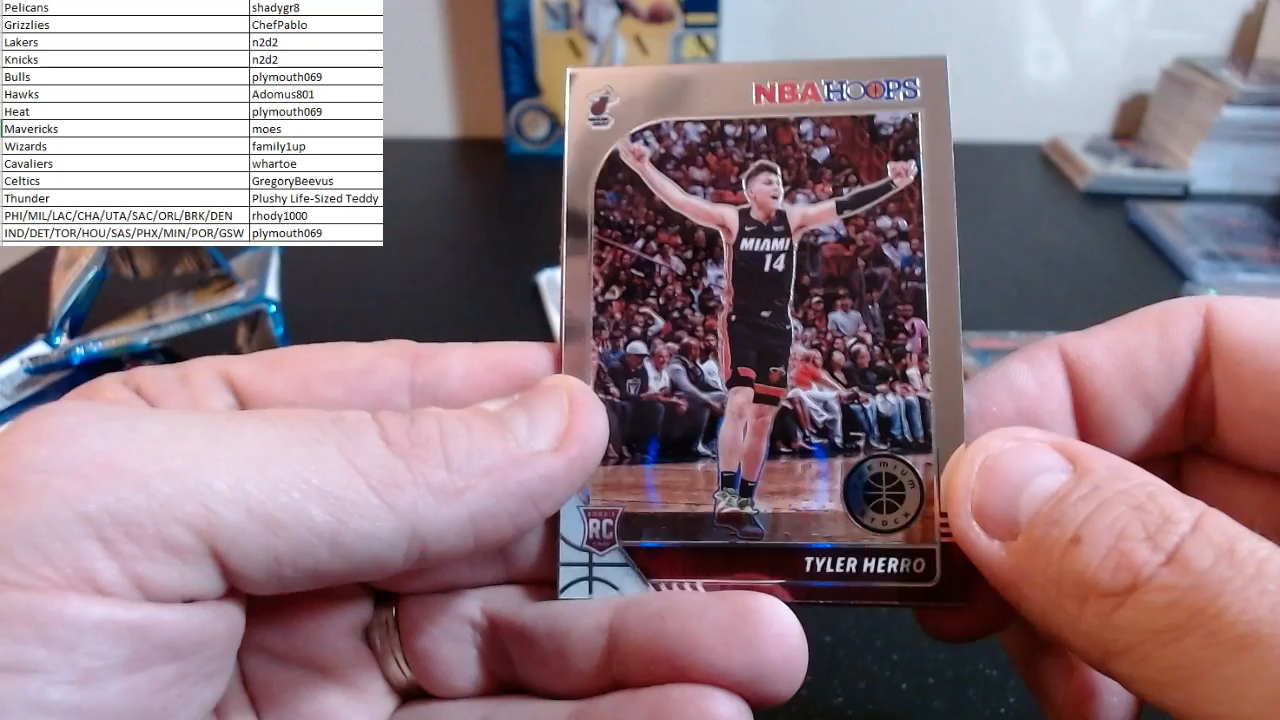 Pelicans shadygr8
Grizzlies ChefPablo
Lakers n2d2
Knicks n2d2
Bulls plymouth069
Hawks Adomus801
Heat plymouth069
Mavericks moes
Wizards family1up
Cavaliers whartoe
Celtics GregoryBeevus
Thunder Plushy Life-Sized Teddy
PHI/MIL/LAC/CHA/UTA/SAC/ORL/BRK/DEN rhody1000
IND/DET/TOR/HOU/SAS/PHX/MIN/POR/GSW plymouth069
NBA HOOPS
MIAMI
14
PREMIUM
STOCK
RC
TYLER HERRO